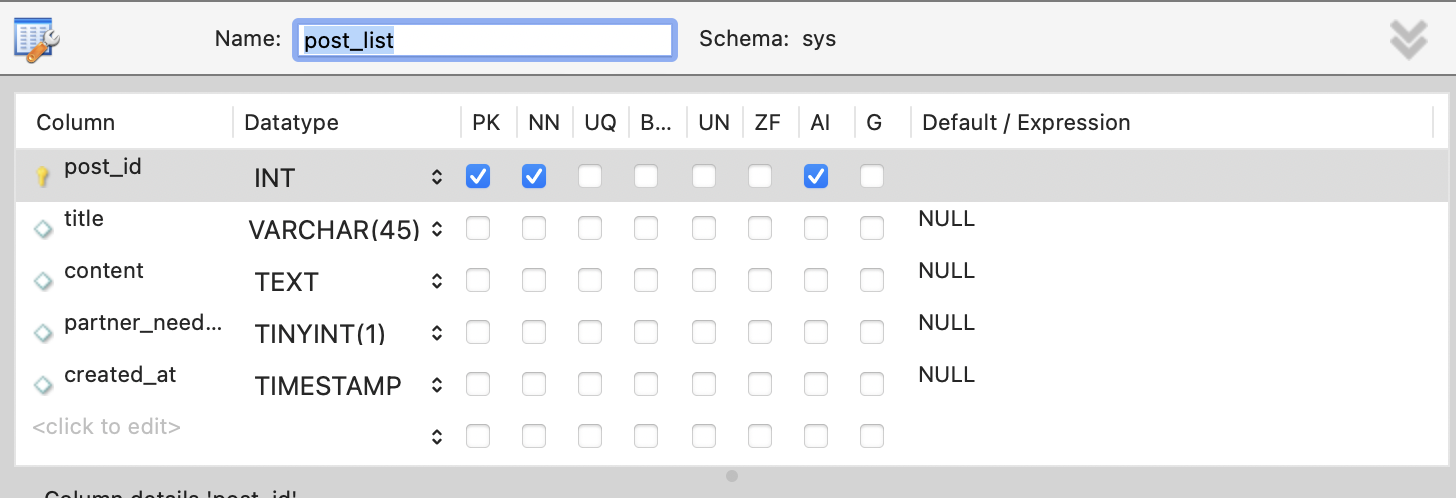 Name: post_list Schema: sys
Column Datatype PK NN UQ B... UN ZF AI G Default / Expression
post_id INT
title VARCHAR(45) NULL
content TEXT NULL
partner_need... TINYINT(1) NULL
created_at TIMESTAMP NULL
<click to edit>
Column details 'post_id'